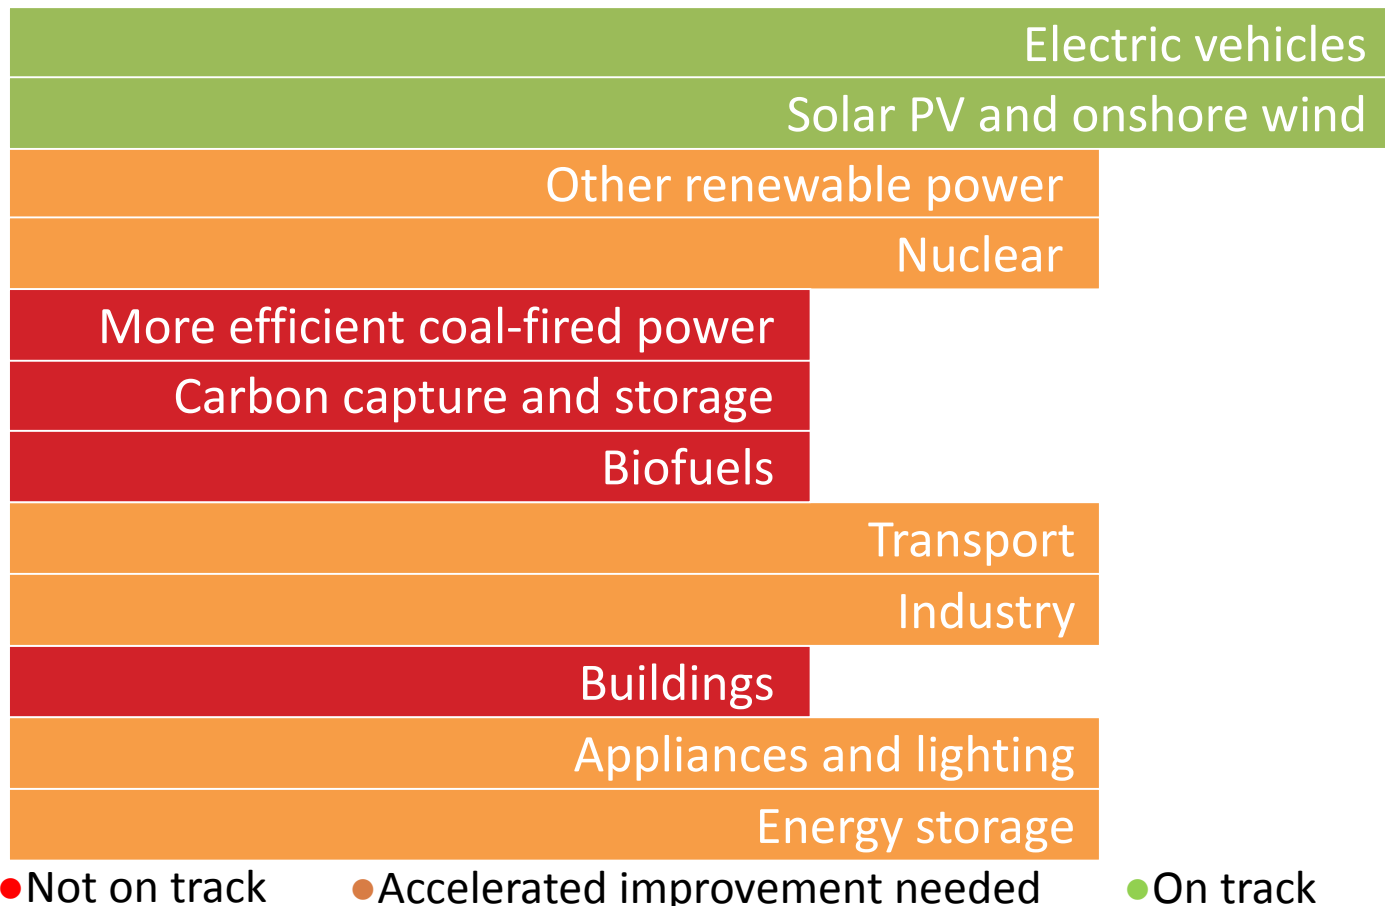 Electric vehicles
Solar PV and onshore wind
Other renewable power
Nuclear
More efficient coal-fired power
Carbon capture and storage
Biofuels
Transport
Industry
Buildings
Appliances and lighting
Energy storage
Not on track Accelerated improvement needed On track